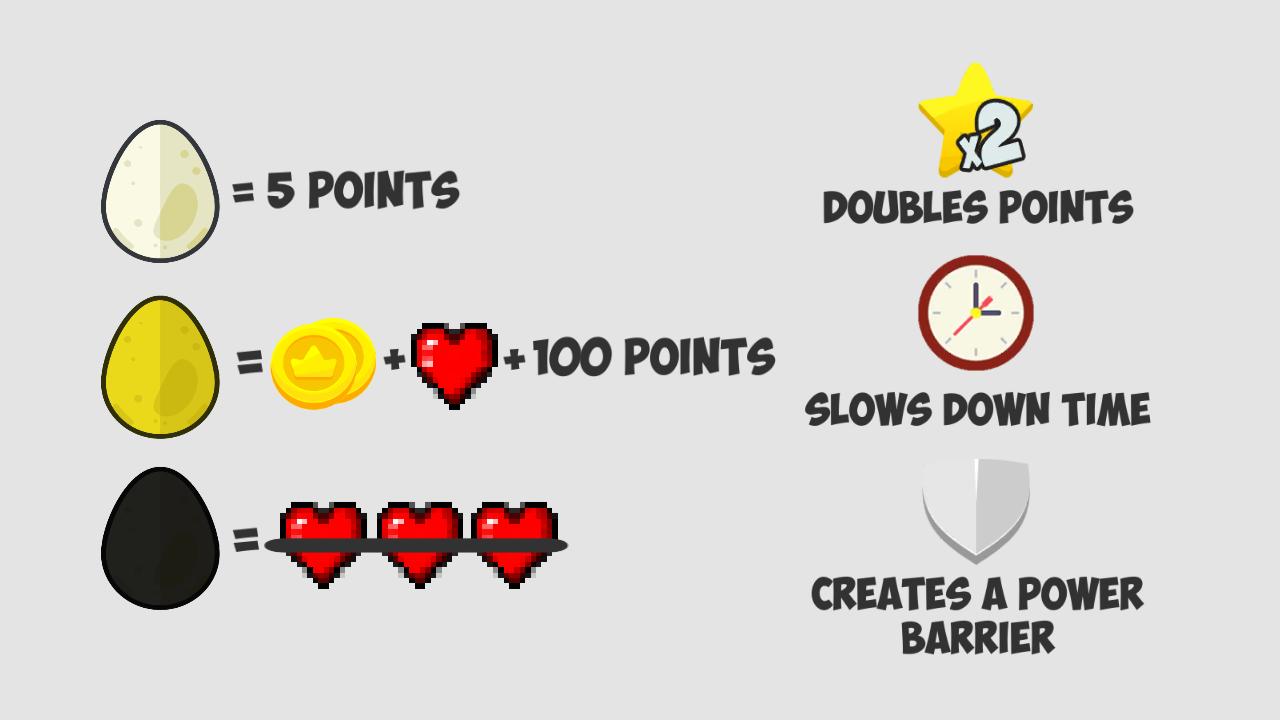 = 5 POINTS
= + + 100 POINTS
=
x2
DOUBLES POINTS
SLOWS DOWN TIME
CREATES A POWER
BARRIER